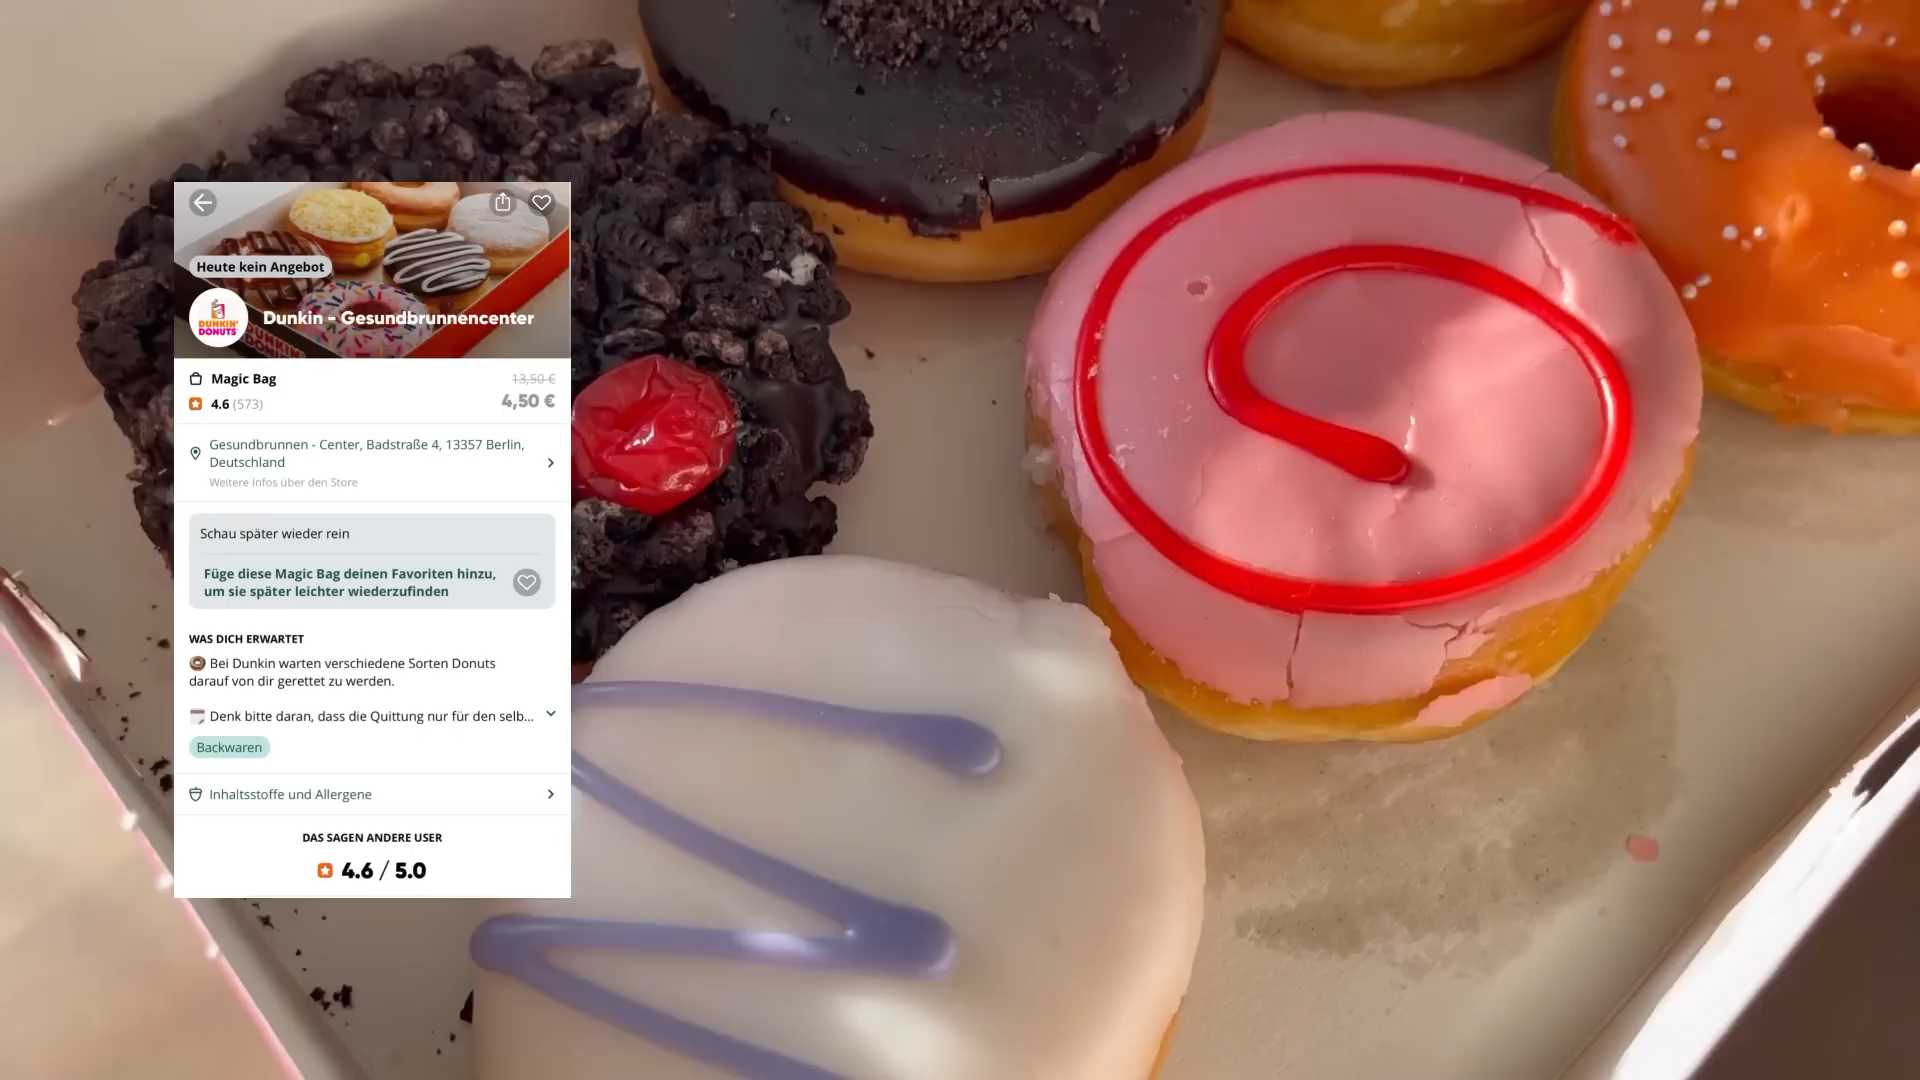 Heute kein Angebot
DUNKIN'
DONUTS
Dunkin - Gesundbrunnencenter
Magic Bag
13,50 €
4.6 (573)
4,50 €
Gesundbrunnen - Center, Badstraße 4, 13357 Berlin,
Deutschland
Weitere Infos über den Store
Schau später wieder rein
Füge diese Magic Bag deinen Favoriten hinzu,
um sie später leichter wiederzufinden
WAS DICH ERWARTET
Bei Dunkin warten verschiedene Sorten Donuts
darauf von dir gerettet zu werden.
Denk bitte daran, dass die Quittung nur für den selb...
Backwaren
Inhaltsstoffe und Allergene
DAS SAGEN ANDERE USER
4.6 / 5.0